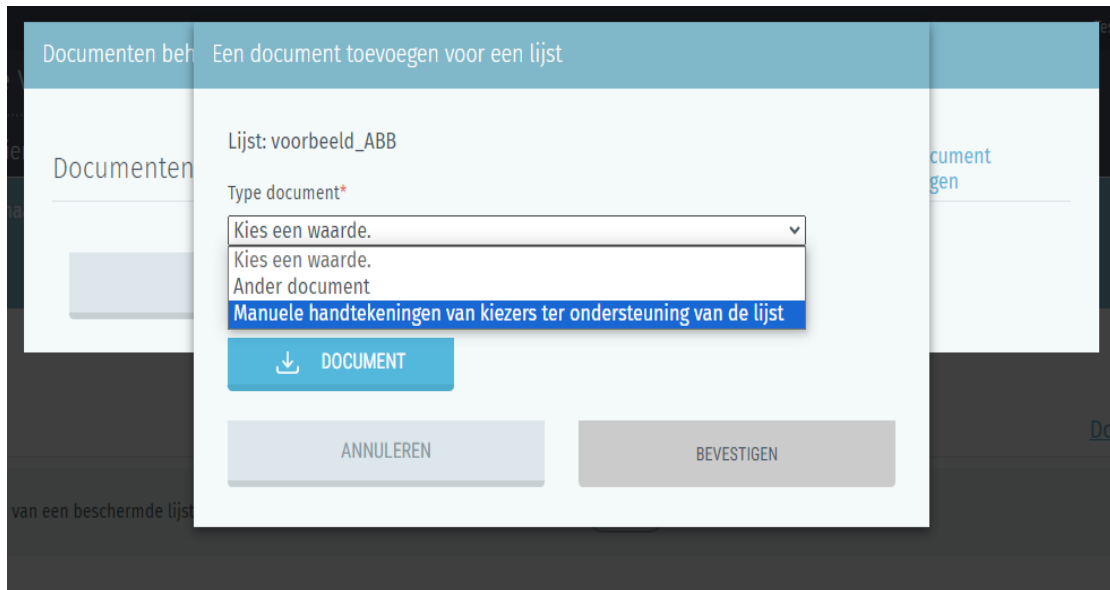 Documenten beh
Een document toevoegen voor een lijst
Lijst: voorbeeld_ABB
Documenten
cument
gen
Type document*
Kies een waarde.
Kies een waarde.
Ander document
Manuele handtekeningen van kiezers ter ondersteuning van de lijst
DOCUMENT
ANNULEREN
BEVESTIGEN
Do
van een beschermde lijst